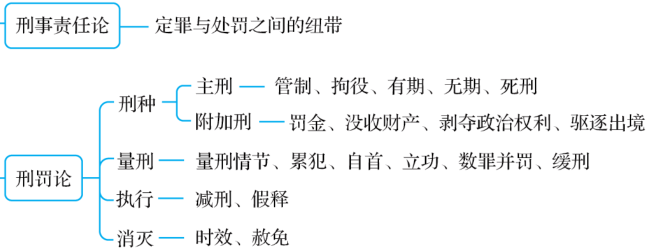 刑事责任论 定罪与处罚之间的纽带
主刑 管制、拘役、有期、无期、死刑
刑种
附加刑 罚金、没收财产、剥夺政治权利、驱逐出境
刑罚论
量刑 量刑情节、累犯、自首、立功、数罪并罚、缓刑
执行 减刑、假释
消灭 时效、赦免